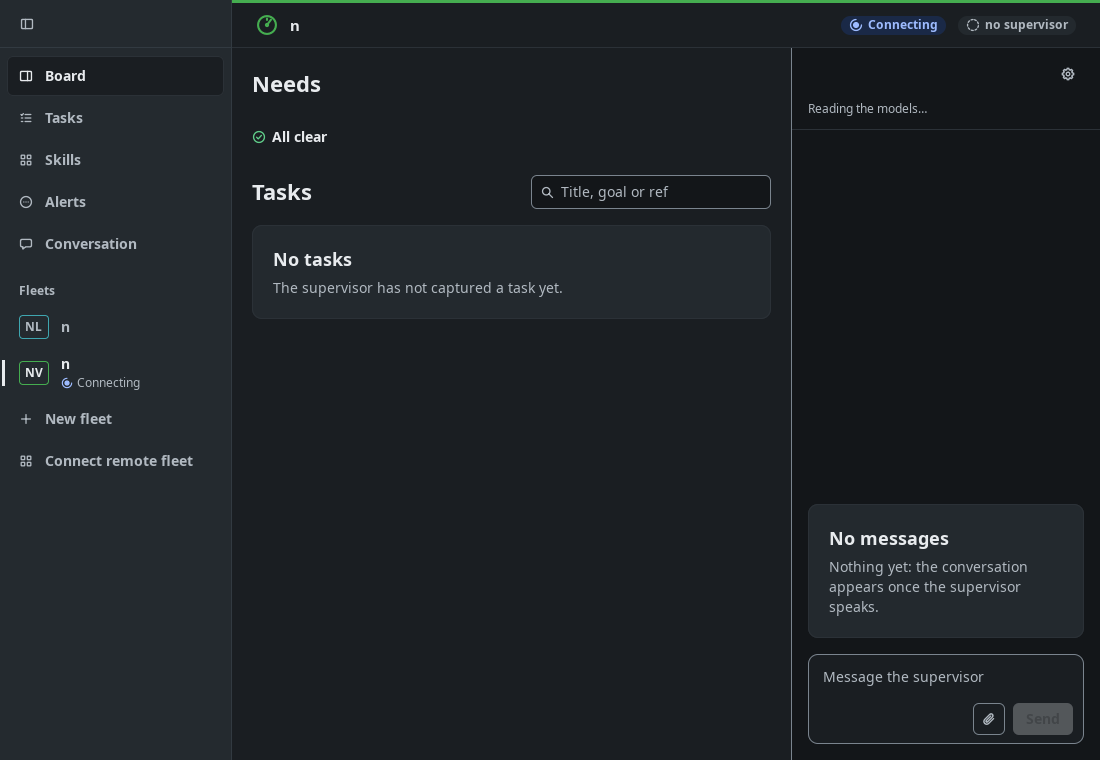 n
Connecting
no supervisor
Board
Tasks
Skills
Alerts
Conversation
Fleets
NL n
NV n
Connecting
New fleet
Connect remote fleet
Needs
All clear
Tasks
Title, goal or ref
No tasks
The supervisor has not captured a task yet.
Reading the models...
No messages
Nothing yet: the conversation
appears once the supervisor
speaks.
Message the supervisor
Send